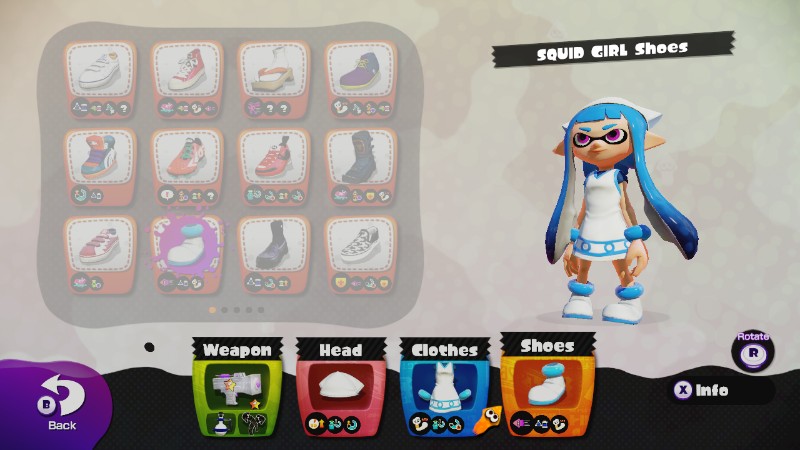 SQUID GIRL Shoes
? 
? ?
!
?
Weapon
Head
Clothes
Shoes
Rotate
R
X Info
B
Back